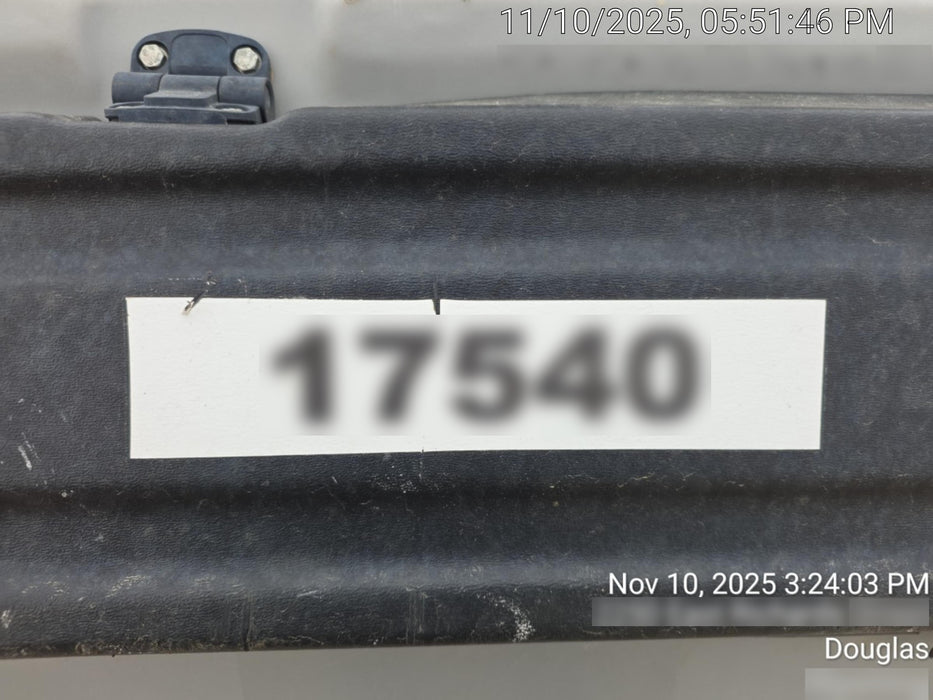 11/10/2025, 05:51:46 PM
17540
Nov 10, 2025 3:24:03 PM
Douglas